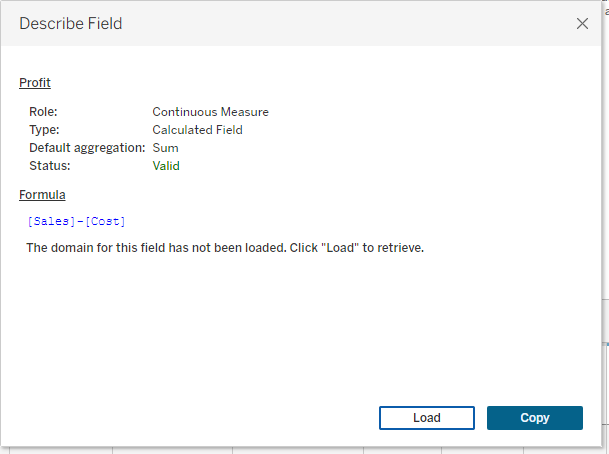 Describe Field
Profit
Role: Continuous Measure
Type: Calculated Field
Default aggregation: Sum
Status: Valid
Formula
[Sales]-[Cost]
The domain for this field has not been loaded. Click "Load" to retrieve.
Load Copy